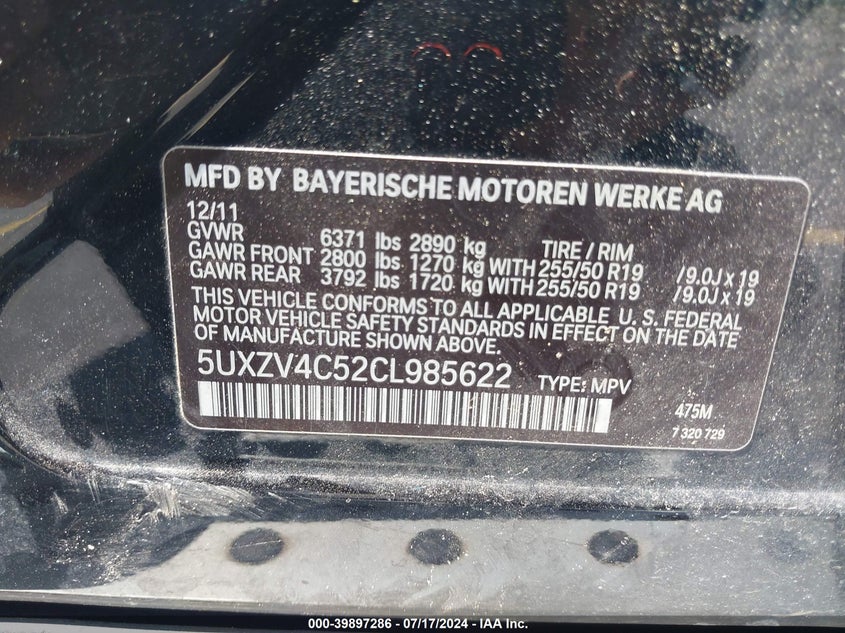 MFD BY BAYERISCHE MOTOREN WERKE AG
12/11
GVWR 6371 lbs 2890 kg TIRE / RIM
GAWR FRONT 2800 lbs 1270 kg WITH 255/50 R19 /9.0J x 19
GAWR REAR 3792 lbs 1720 kg WITH 255/50 R19 /9.0J x 19
THIS VEHICLE CONFORMS TO ALL APPLICABLE U. S. FEDERAL
MOTOR VEHICLE SAFETY STANDARDS IN EFFECT ON THE DATE
OF MANUFACTURE SHOWN ABOVE.
5UXZV4C52CL985622 TYPE: MPV
475M
7 320 729
000-39897286 - 07/17/2024 - IAA Inc.